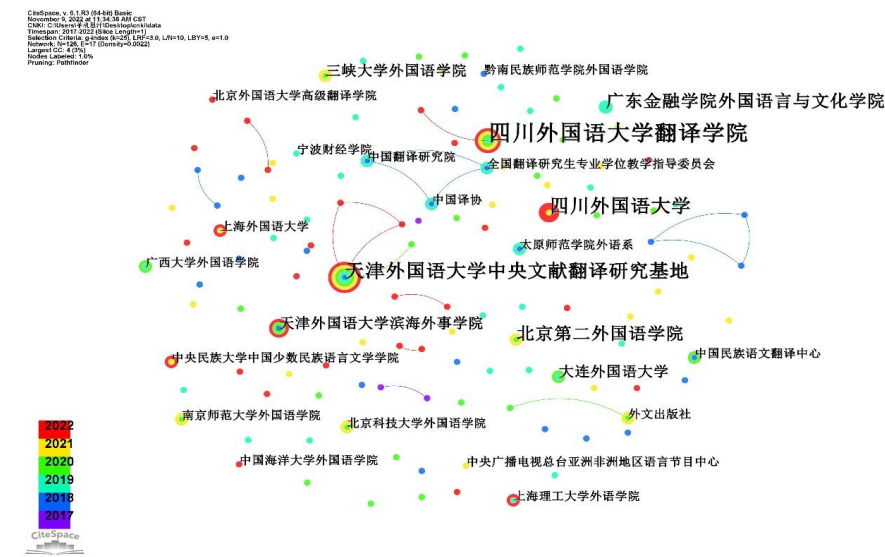 CiteSpace, v. 6.1.R3 (64-bit) Basic
November 9, 2022 at 11:34:36 AM CST
Timespan: 2017-2022 (Slice Length=1)
Selection Criteria: g-index (k=25), LRF=3.0, L/N=10, LBY=5, e=1.0
Network: N=126, E=17 (Density=0.0022)
Largest CC: 4 (3%)
Nodes Labeled: 1.0%
Pruning: Pathfinder
三峡大学外国语学院
黔南民族师范学院外国语学院
北京外国语大学高级翻译学院
广东金融学院外国语言与文化学院
四川外国语大学翻译学院
宁波财经学院
中国翻译研究院
全国翻译研究生专业学位教学指导委员会
中国译协
四川外国语大学
上海外国语大学
太原师范学院外语系
广西大学外国语学院
天津外国语大学中央文献翻译研究基地
天津外国语大学滨海外事学院
北京第二外国语学院
中央民族大学中国少数民族语言文学学院
中国民族语文翻译中心
大连外国语大学
南京师范大学外国语学院
北京科技大学外国语学院
外文出版社
中国海洋大学外国语学院
中央广播电视总台亚洲非洲地区语言节目中心
上海理工大学外语学院
2022
2021
2020
2019
2018
2017
CiteSpace